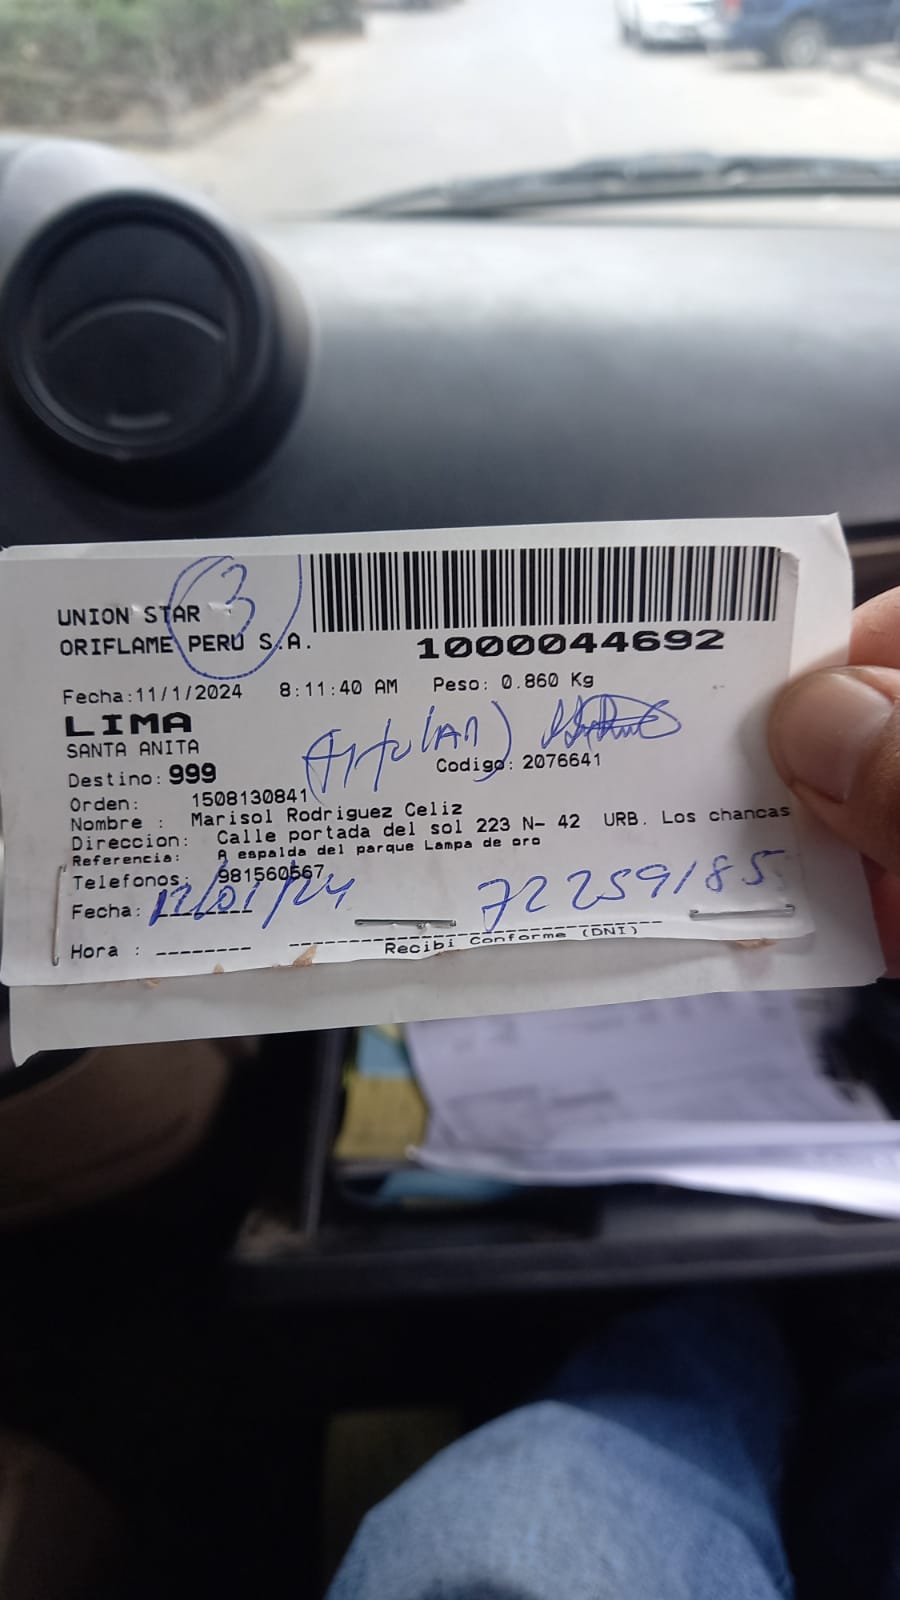 3
UNION STAR
ORIFLAME PERU S.A.
1000044692
Fecha:11/1/2024 8:11:40 AM Peso: 0.860 Kg
LIMA
SANTA ANITA
(titulAR)
Destino: 999
Codigo: 2076641
Orden: 1508130841
Nombre : Marisol Rodriguez Celiz
Direccion: Calle portada del sol 223 N- 42 URB. Los chancas
Referencia: A espalda del parque Lampa de oro
Telefonos: 981560567
Fecha: 12/01/24 72259185
Hora : --------
Recibi Conforme (DNI)